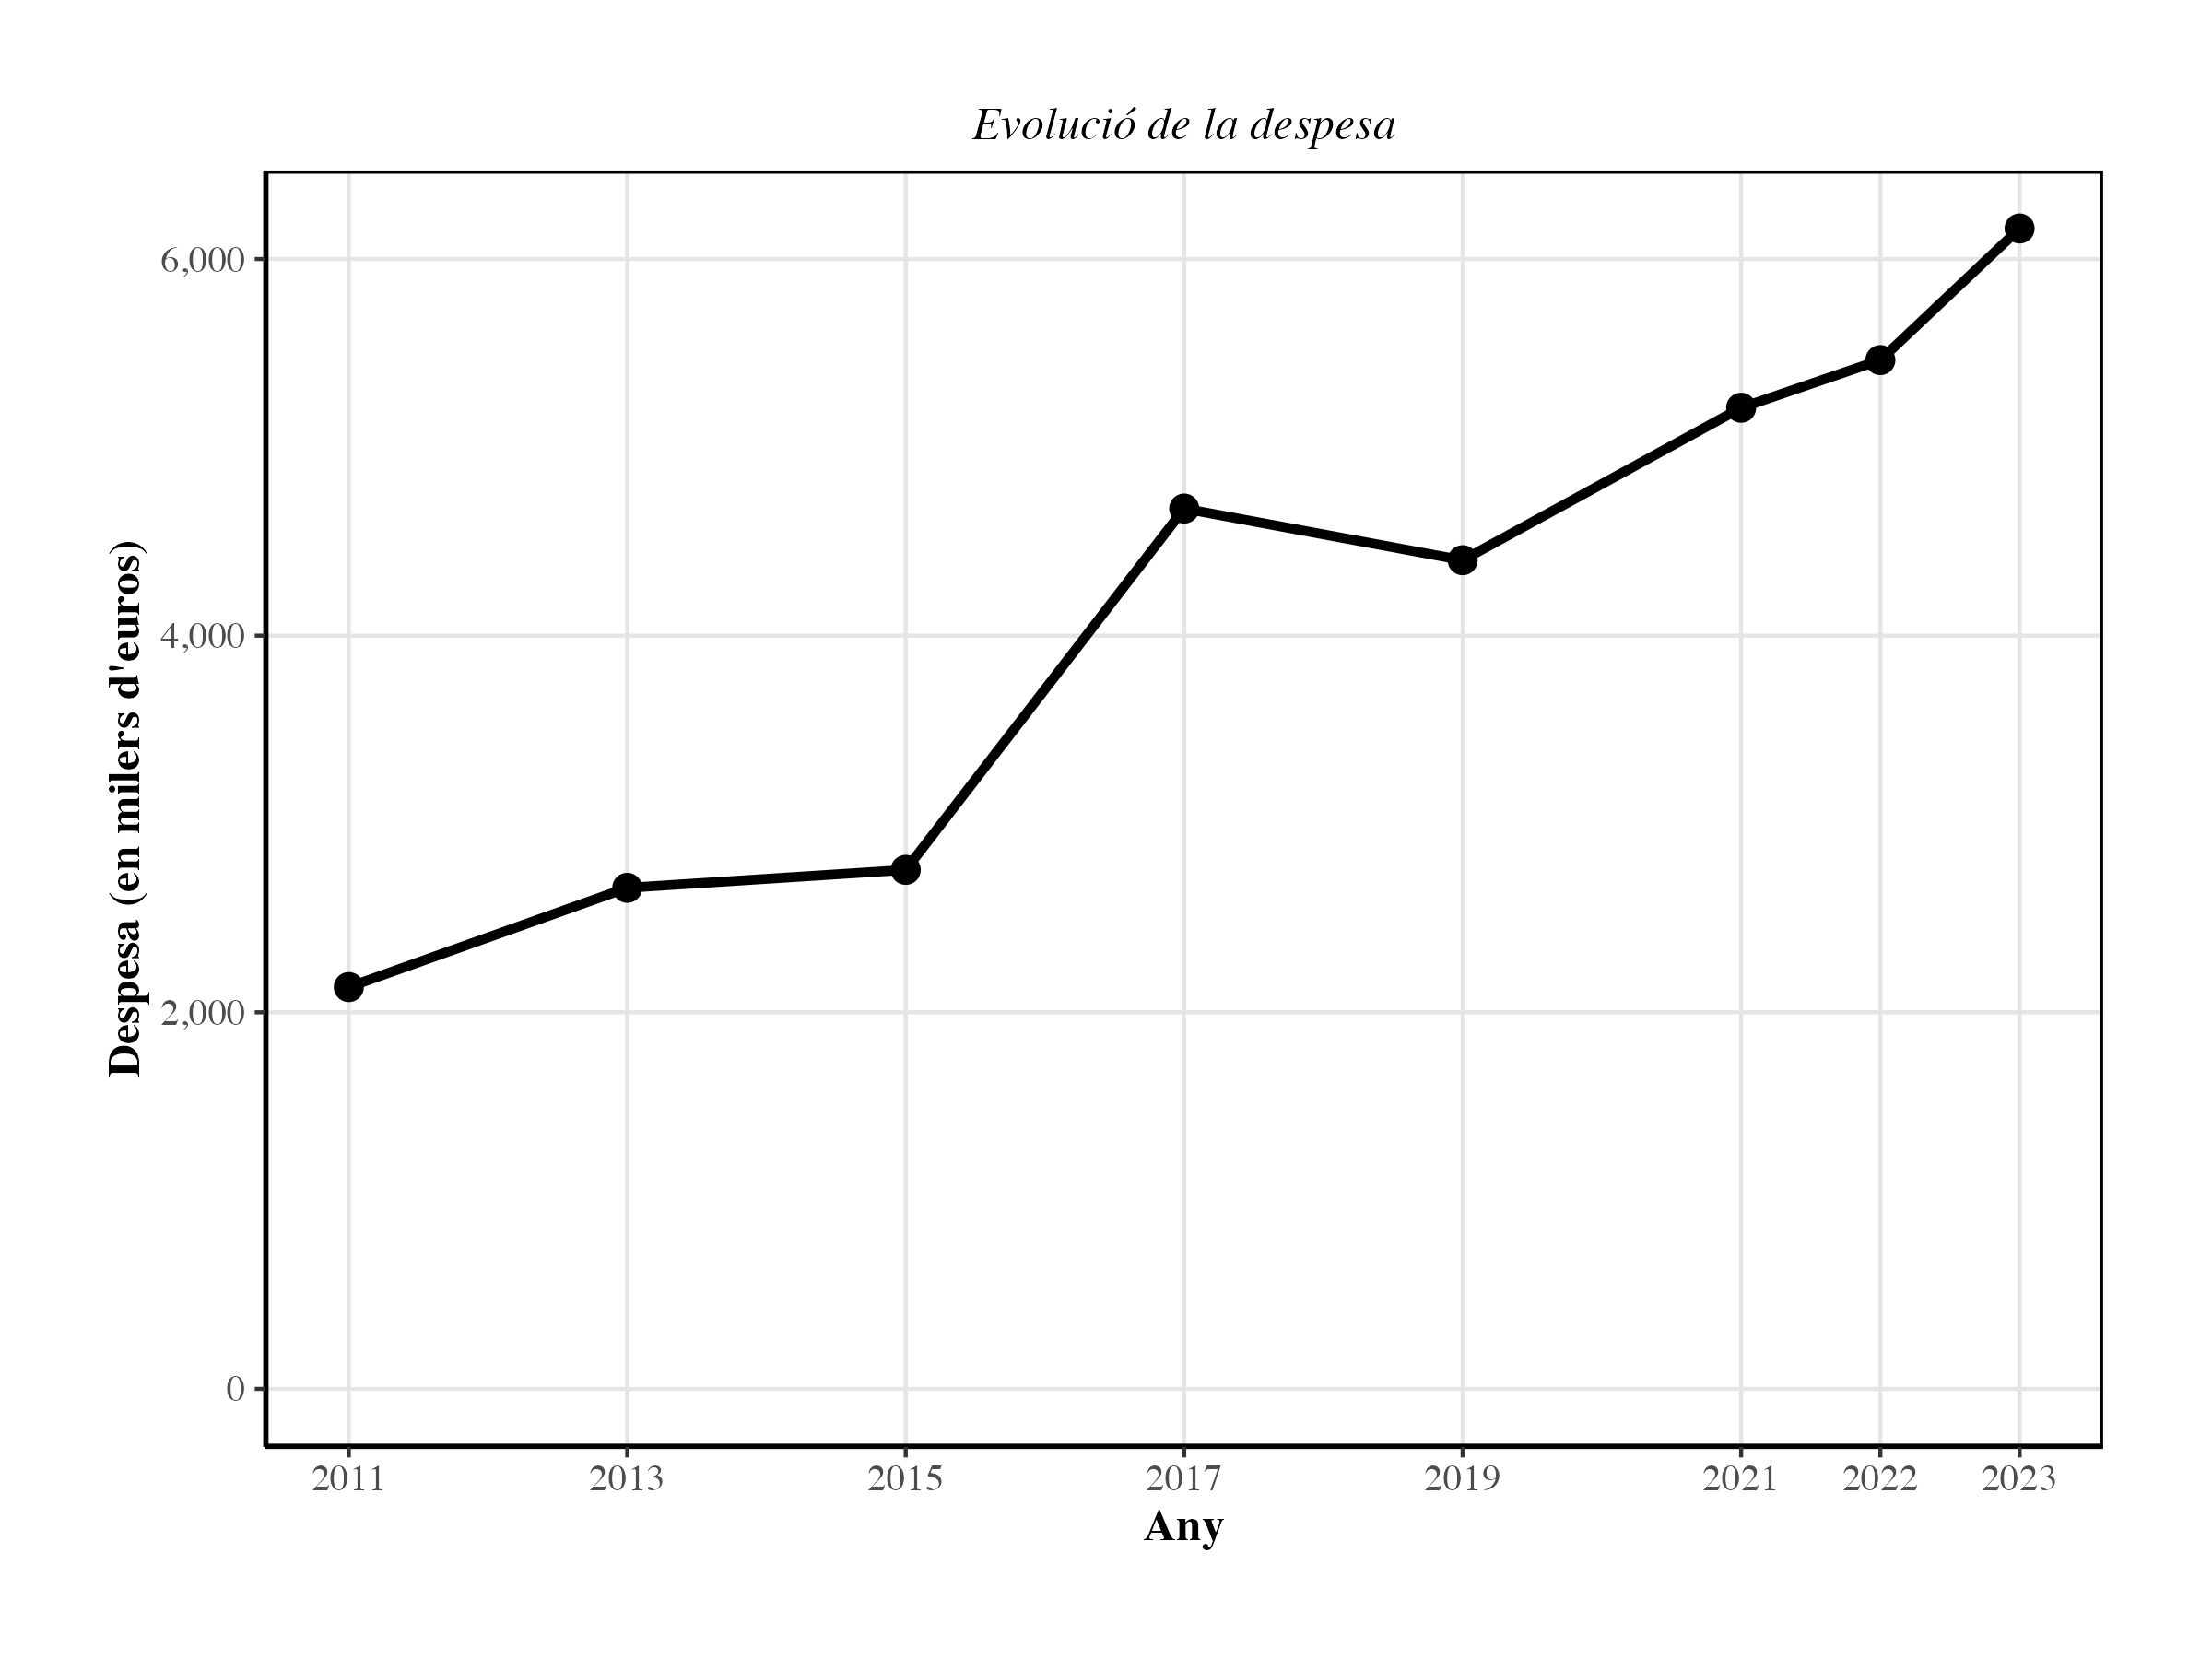 Evolució de la despesa
Despesa (en milers d'euros)
6,000
4,000
2,000
0
2011 2013 2015 2017 2019 2021 2022 2023
Any